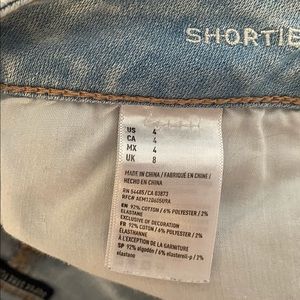 SHORTIE
US 4
CA 4
MX 4
UK 8
MADE IN CHINA / FABRIQUÉ EN CHINE /
HECHO EN CHINA
RN 54485/CA 03873
EN 92% COTTON / 6% POLYESTER / 2%
ELASTANE
EXCLUSIVE OF DECORATION
FR 92% COTON / 6% POLYESTER / 2%
ÉLASTHANNE
À L'EXCEPTION DE LA GARNITURE
SP 92% algodón / 6% elasterell-p / 2%
elastano